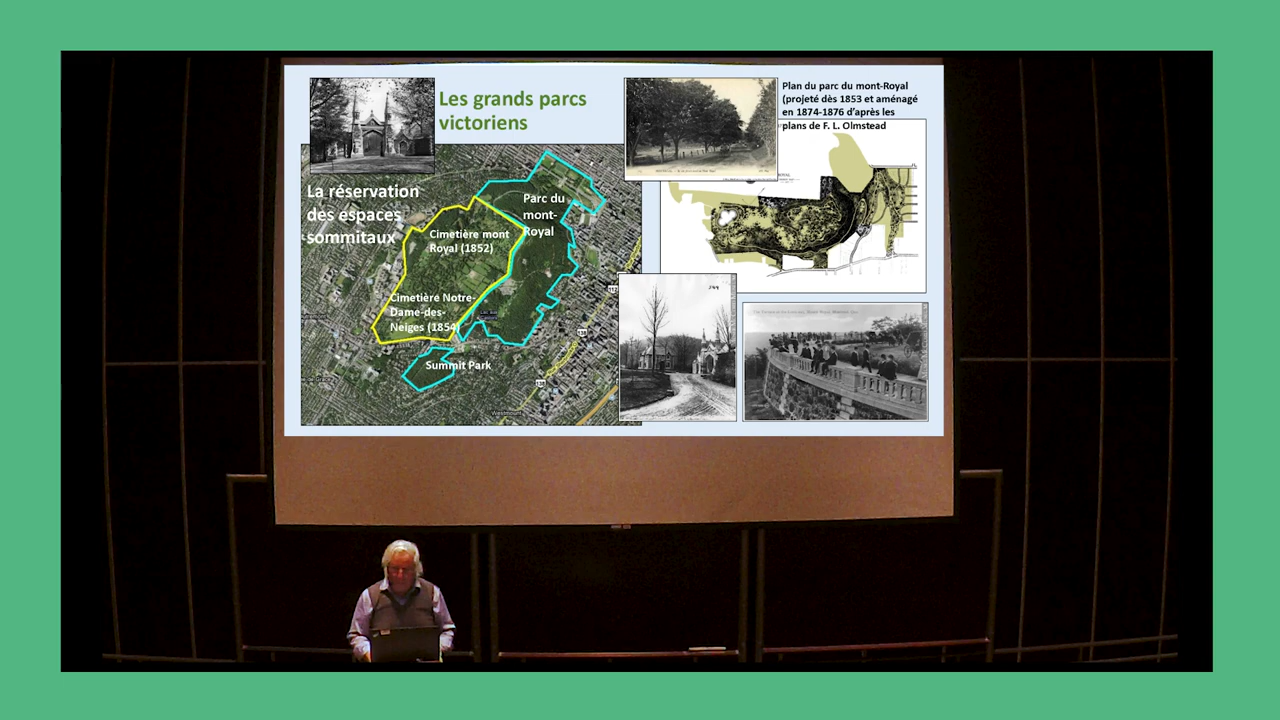 Les grands parcs
victoriens
Plan du parc du mont-Royal
(projeté dès 1853 et aménagé
en 1874-1876 d'après les
plans de F. L. Olmstead
La réservation
des espaces
sommitaux
Parc du
mont-
Royal
Cimetière mont
Royal (1852)
Cimetière Notre-
Dame-des-
Neiges (1854)
Summit Park
Westmount